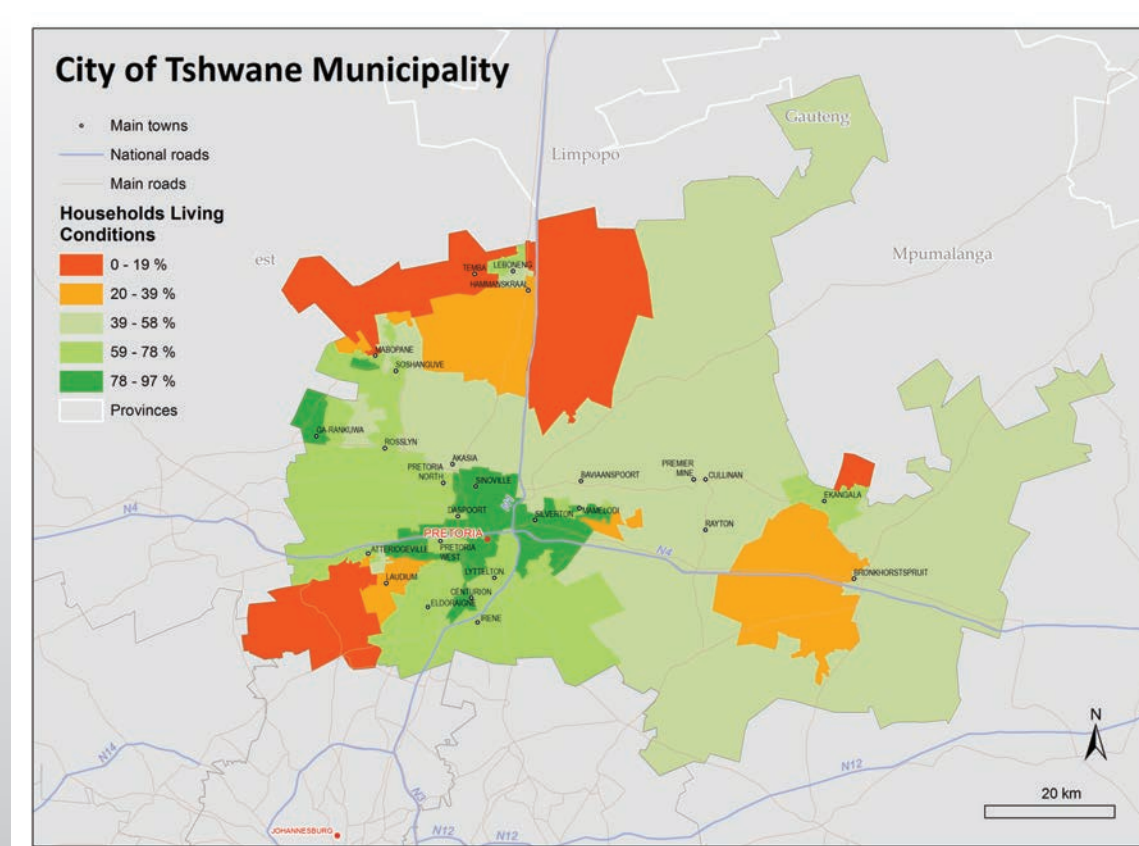 City of Tshwane Municipality
Main towns
National roads
Main roads
Households Living
Conditions
0 - 19 %
20 - 39 %
39 - 58 %
59 - 78 %
78 - 97 %
Provinces
Gauteng
Limpopo
Mpumalanga
est
TEMBA
LEBONENG
HAMMANSKRAAL
MABOPANE
SOSHANGUVE
GA-RANKUWA
ROSSLYN
AKASIA
PRETORIA
NORTH
SINOVILLE
BAVIAANSPOORT
PREMIER
MINE
CULLINAN
EKANGALA
DASPOORT
SILVERTON
MAMELODI
N4
PRETORIA
PRETORIA
WEST
RAYTON
N4
ATTERIDGEVILLE
LAUDIUM
LYTTELTON
CENTURION
ELDORAIGNE
IRENE
BRONKHORSTSPRUIT
N
N14
N3
N12
20 km
JOHANNESBURG
N12
N12